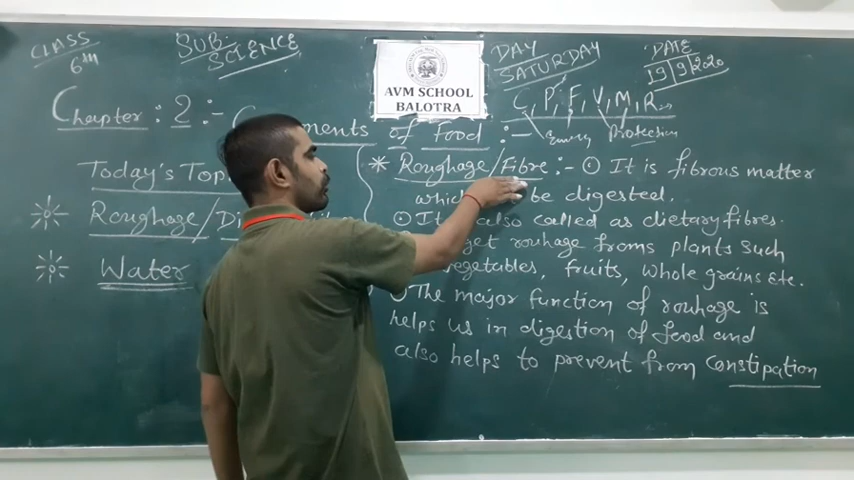 CLASS
6th
SUB:
SCIENCE
AVM SCHOOL
BALOTRA
DAY
SATURDAY
DATE
19|9|2020
C, P, F, V, M, R
Energy Protection
Chapter : 2 :- of Food :-
Today's Top
Roughage/
Water
* Roughage/Fibre :- ⊙ It is fibrous matter
which be digested.
⊙ It also called as dietary fibres.
get rouhage froms plants such
vegetables, fruits, whole grains etc.
The major function of rouhage is
helps us in digestion of food and
also helps to prevent from Constipation